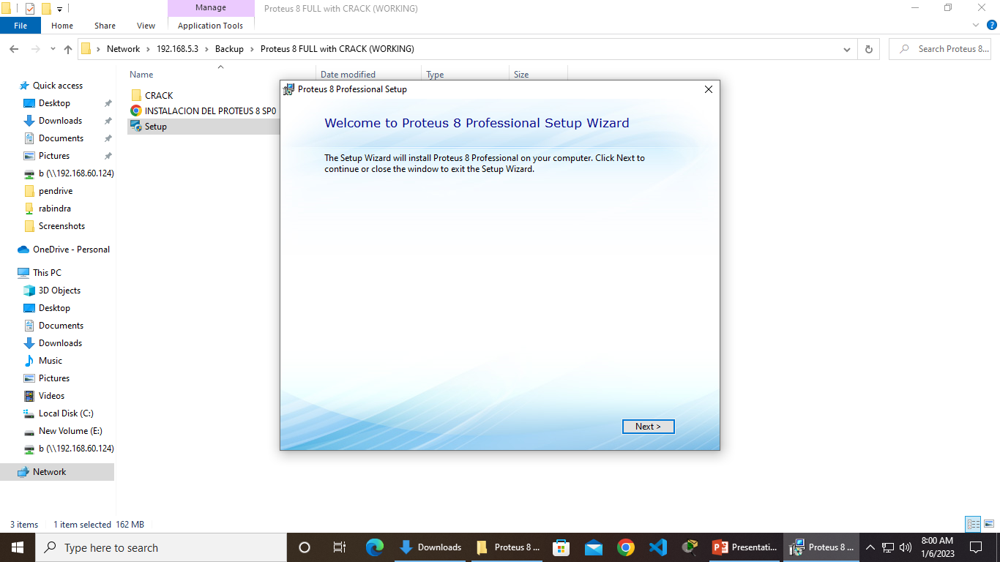 Manage
Proteus 8 FULL with CRACK (WORKING)
File
Home
Share
View
Application Tools
Network
192.168.5.3
Backup
Proteus 8 FULL with CRACK (WORKING)
Search Proteus 8...
Name
Date modified
Type
Size
Quick access
Desktop
Downloads
Documents
Pictures
b (\\192.168.60.124)
pendrive
rabindra
Screenshots
OneDrive - Personal
This PC
3D Objects
Desktop
Documents
Downloads
Music
Pictures
Videos
Local Disk (C:)
New Volume (E:)
b (\\192.168.60.124)
Network
CRACK
INSTALACION DEL PROTEUS 8 SP0
Setup
Proteus 8 Professional Setup
Welcome to Proteus 8 Professional Setup Wizard
The Setup Wizard will install Proteus 8 Professional on your computer. Click Next to
continue or close the window to exit the Setup Wizard.
Next >
3 items
1 item selected 162 MB
Type here to search
Downloads
Proteus 8 ...
Presentati...
Proteus 8 ...
8:00 AM
1/6/2023